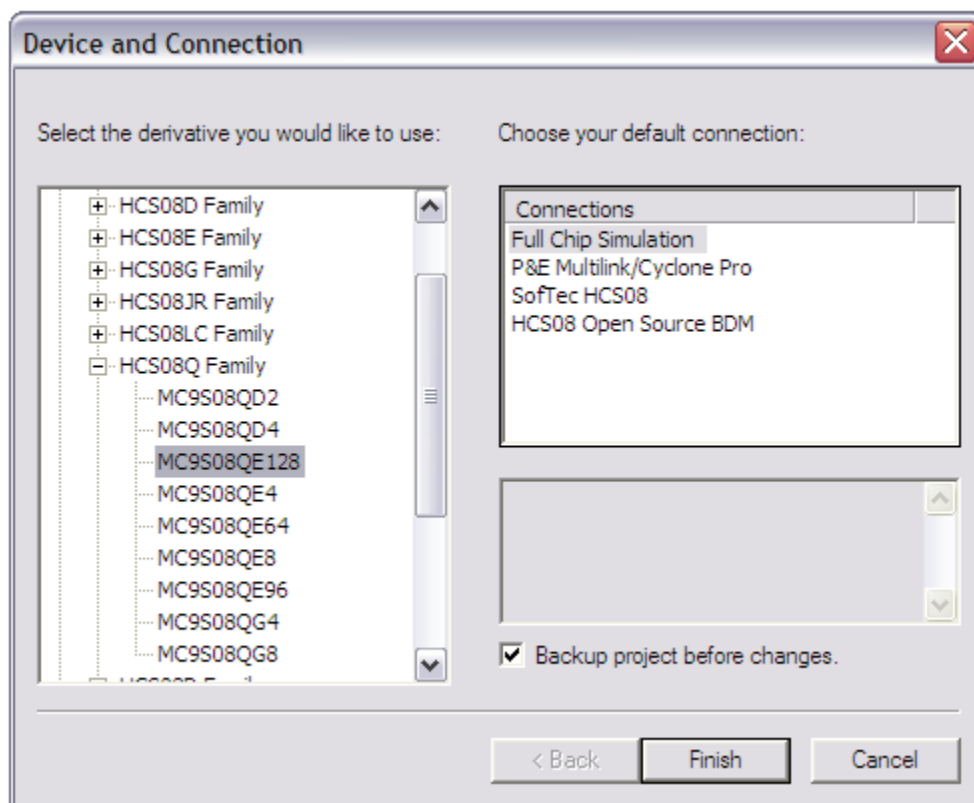 Device and Connection
Select the derivative you would like to use:
HCS08D Family
HCS08E Family
HCS08G Family
HCS08JR Family
HCS08LC Family
HCS08Q Family
MC9S08QD2
MC9S08QD4
MC9S08QE128
MC9S08QE4
MC9S08QE64
MC9S08QE8
MC9S08QE96
MC9S08QG4
MC9S08QG8
Choose your default connection:
Connections
Full Chip Simulation
P&E Multilink/Cyclone Pro
SofTec HCS08
HCS08 Open Source BDM
Backup project before changes.
< Back
Finish
Cancel